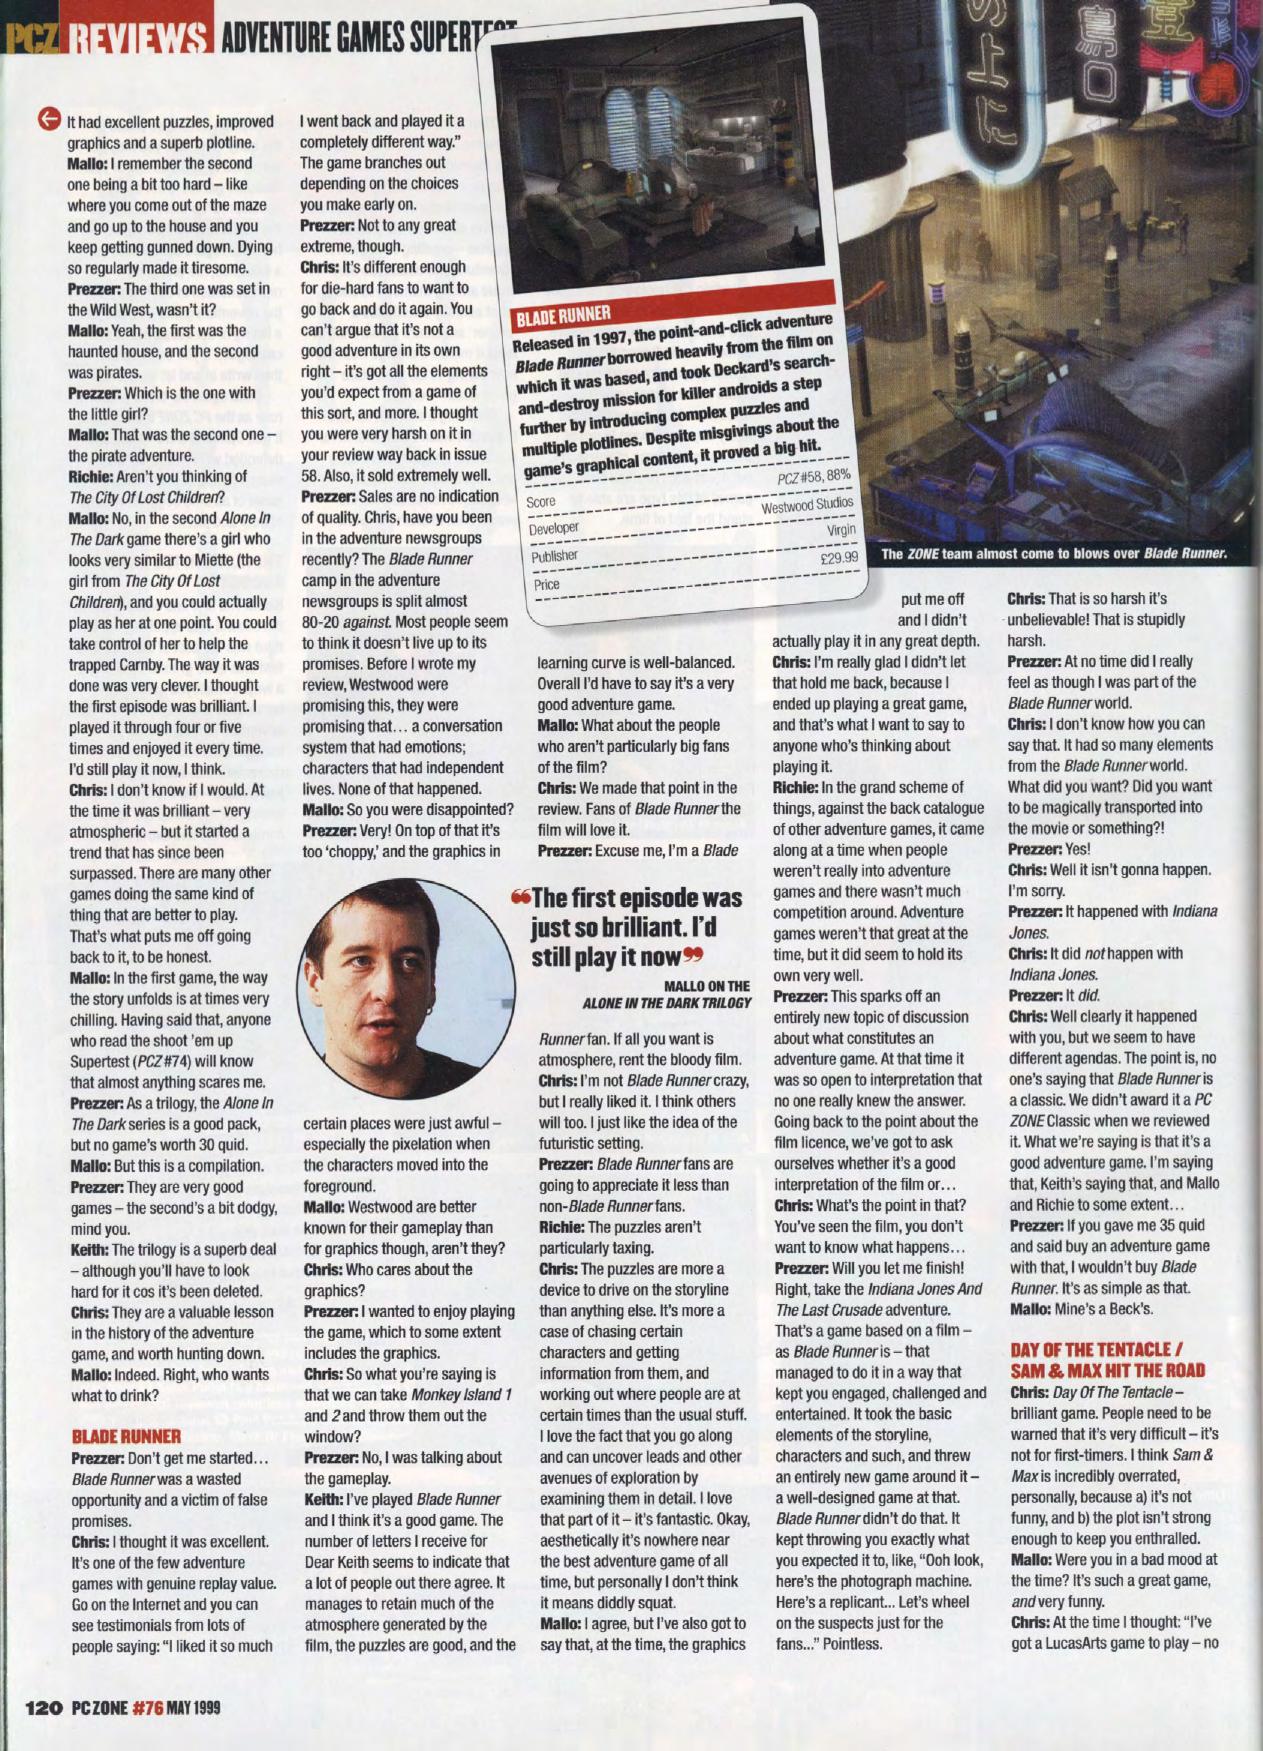 PCZ REVIEWS ADVENTURE GAMES SUPERTEST
It had excellent puzzles, improved
graphics and a superb plotline.
Mallo: I remember the second
one being a bit too hard – like
where you come out of the maze
and go up to the house and you
keep getting gunned down. Dying
so regularly made it tiresome.
Prezzer: The third one was set in
the Wild West, wasn't it?
Mallo: Yeah, the first was the
haunted house, and the second
was pirates.
Prezzer: Which is the one with
the little girl?
Mallo: That was the second one –
the pirate adventure.
Richie: Aren't you thinking of
The City Of Lost Children?
Mallo: No, in the second Alone In
The Dark game there's a girl who
looks very similar to Miette (the
girl from The City Of Lost
Children), and you could actually
play as her at one point. You could
take control of her to help the
trapped Carnby. The way it was
done was very clever. I thought
the first episode was brilliant. I
played it through four or five
times and enjoyed it every time.
I'd still play it now, I think.
Chris: I don't know if I would. At
the time it was brilliant – very
atmospheric – but it started a
trend that has since been
surpassed. There are many other
games doing the same kind of
thing that are better to play.
That's what puts me off going
back to it, to be honest.
Mallo: In the first game, the way
the story unfolds is at times very
chilling. Having said that, anyone
who read the shoot 'em up
Supertest (PCZ #74) will know
that almost anything scares me.
Prezzer: As a trilogy, the Alone In
The Dark series is a good pack,
but no game's worth 30 quid.
Mallo: But this is a compilation.
Prezzer: They are very good
games – the second's a bit dodgy,
mind you.
Keith: The trilogy is a superb deal
– although you'll have to look
hard for it cos it's been deleted.
Chris: They are a valuable lesson
in the history of the adventure
game, and worth hunting down.
Mallo: Indeed. Right, who wants
what to drink?
BLADE RUNNER
Prezzer: Don't get me started...
Blade Runner was a wasted
opportunity and a victim of false
promises.
Chris: I thought it was excellent.
It's one of the few adventure
games with genuine replay value.
Go on the Internet and you can
see testimonials from lots of
people saying: "I liked it so much
I went back and played it a
completely different way."
The game branches out
depending on the choices
you make early on.
Prezzer: Not to any great
extreme, though.
Chris: It's different enough
for die-hard fans to want to
go back and do it again. You
can't argue that it's not a
good adventure in its own
right – it's got all the elements
you'd expect from a game of
this sort, and more. I thought
you were very harsh on it in
your review way back in issue
58. Also, it sold extremely well.
Prezzer: Sales are no indication
of quality. Chris, have you been
in the adventure newsgroups
recently? The Blade Runner
camp in the adventure
newsgroups is split almost
80-20 against. Most people seem
to think it doesn't live up to its
promises. Before I wrote my
review, Westwood were
promising this, they were
promising that... a conversation
system that had emotions;
characters that had independent
lives. None of that happened.
Mallo: So you were disappointed?
Prezzer: Very! On top of that it's
too 'choppy,' and the graphics in
certain places were just awful –
especially the pixelation when
the characters moved into the
foreground.
Mallo: Westwood are better
known for their gameplay than
for graphics though, aren't they?
Chris: Who cares about the
graphics?
Prezzer: I wanted to enjoy playing
the game, which to some extent
includes the graphics.
Chris: So what you're saying is
that we can take Monkey Island 1
and 2 and throw them out the
window?
Prezzer: No, I was talking about
the gameplay.
Keith: I've played Blade Runner
and I think it's a good game. The
number of letters I receive for
Dear Keith seems to indicate that
a lot of people out there agree. It
manages to retain much of the
atmosphere generated by the
film, the puzzles are good, and the
BLADE RUNNER
Released in 1997, the point-and-click adventure
Blade Runner borrowed heavily from the film on
which it was based, and took Deckard's search-
and-destroy mission for killer androids a step
further by introducing complex puzzles and
multiple plotlines. Despite misgivings about the
game's graphical content, it proved a big hit.
Score PCZ #58, 88%
Developer Westwood Studios
Publisher Virgin
Price £29.99
The ZONE team almost come to blows over Blade Runner.
learning curve is well-balanced.
Overall I'd have to say it's a very
good adventure game.
Mallo: What about the people
who aren't particularly big fans
of the film?
Chris: We made that point in the
review. Fans of Blade Runner the
film will love it.
Prezzer: Excuse me, I'm a Blade
"The first episode was
just so brilliant. I'd
still play it now"
MALLO ON THE
ALONE IN THE DARK TRILOGY
Runner fan. If all you want is
atmosphere, rent the bloody film.
Chris: I'm not Blade Runner crazy,
but I really liked it. I think others
will too. I just like the idea of the
futuristic setting.
Prezzer: Blade Runner fans are
going to appreciate it less than
non-Blade Runner fans.
Richie: The puzzles aren't
particularly taxing.
Chris: The puzzles are more a
device to drive on the storyline
than anything else. It's more a
case of chasing certain
characters and getting
information from them, and
working out where people are at
certain times than the usual stuff.
I love the fact that you go along
and can uncover leads and other
avenues of exploration by
examining them in detail. I love
that part of it – it's fantastic. Okay,
aesthetically it's nowhere near
the best adventure game of all
time, but personally I don't think
it means diddly squat.
Mallo: I agree, but I've also got to
say that, at the time, the graphics
put me off
and I didn't
actually play it in any great depth.
Chris: I'm really glad I didn't let
that hold me back, because I
ended up playing a great game,
and that's what I want to say to
anyone who's thinking about
playing it.
Richie: In the grand scheme of
things, against the back catalogue
of other adventure games, it came
along at a time when people
weren't really into adventure
games and there wasn't much
competition around. Adventure
games weren't that great at the
time, but it did seem to hold its
own very well.
Prezzer: This sparks off an
entirely new topic of discussion
about what constitutes an
adventure game. At that time it
was so open to interpretation that
no one really knew the answer.
Going back to the point about the
film licence, we've got to ask
ourselves whether it's a good
interpretation of the film or...
Chris: What's the point in that?
You've seen the film, you don't
want to know what happens...
Prezzer: Will you let me finish!
Right, take the Indiana Jones And
The Last Crusade adventure.
That's a game based on a film –
as Blade Runner is – that
managed to do it in a way that
kept you engaged, challenged and
entertained. It took the basic
elements of the storyline,
characters and such, and threw
an entirely new game around it –
a well-designed game at that.
Blade Runner didn't do that. It
kept throwing you exactly what
you expected it to, like, "Ooh look,
here's the photograph machine.
Here's a replicant... Let's wheel
on the suspects just for the
fans..." Pointless.
Chris: That is so harsh it's
unbelievable! That is stupidly
harsh.
Prezzer: At no time did I really
feel as though I was part of the
Blade Runner world.
Chris: I don't know how you can
say that. It had so many elements
from the Blade Runner world.
What did you want? Did you want
to be magically transported into
the movie or something?!
Prezzer: Yes!
Chris: Well it isn't gonna happen.
I'm sorry.
Prezzer: It happened with Indiana
Jones.
Chris: It did not happen with
Indiana Jones.
Prezzer: It did.
Chris: Well clearly it happened
with you, but we seem to have
different agendas. The point is, no
one's saying that Blade Runner is
a classic. We didn't award it a PC
ZONE Classic when we reviewed
it. What we're saying is that it's a
good adventure game. I'm saying
that, Keith's saying that, and Mallo
and Richie to some extent...
Prezzer: If you gave me 35 quid
and said buy an adventure game
with that, I wouldn't buy Blade
Runner. It's as simple as that.
Mallo: Mine's a Beck's.
DAY OF THE TENTACLE /
SAM & MAX HIT THE ROAD
Chris: Day Of The Tentacle –
brilliant game. People need to be
warned that it's very difficult – it's
not for first-timers. I think Sam &
Max is incredibly overrated,
personally, because a) it's not
funny, and b) the plot isn't strong
enough to keep you enthralled.
Mallo: Were you in a bad mood at
the time? It's such a great game,
and very funny.
Chris: At the time I thought: "I've
got a LucasArts game to play – no
120 PC ZONE #76 MAY 1999